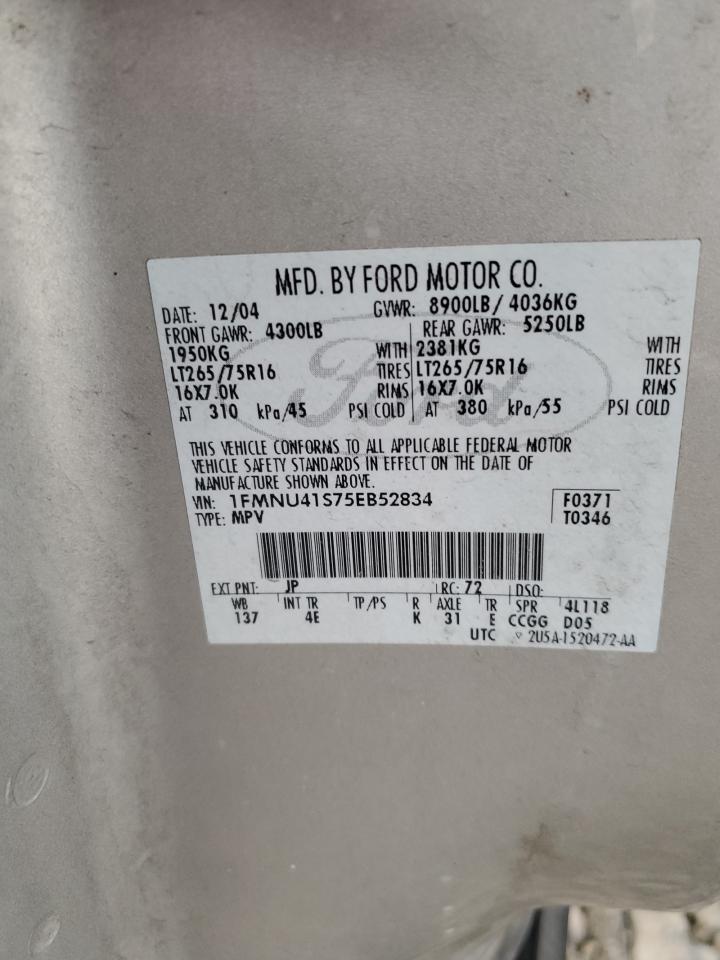 MFD. BY FORD MOTOR CO.
DATE: 12/04 GVWR: 8900LB / 4036KG
FRONT GAWR: 4300LB REAR GAWR: 5250LB
1950KG WITH 2381KG WITH
LT265/75R16 TIRES LT265/75R16 TIRES
16X7.0K RIMS 16X7.0K RIMS
AT 310 kPa/45 PSI COLD AT 380 kPa/55 PSI COLD
Ford
THIS VEHICLE CONFORMS TO ALL APPLICABLE FEDERAL MOTOR
VEHICLE SAFETY STANDARDS IN EFFECT ON THE DATE OF
MANUFACTURE SHOWN ABOVE.
VIN: 1FMNU41S75EB52834 F0371
TYPE: MPV T0346
EXT PNT: JP RC: 72 DSO:
WB INT TR TP/PS R AXLE TR SPR 4L118
137 4E K 31 E CCGG D05
UTC ▽ 2U5A-1520472-AA